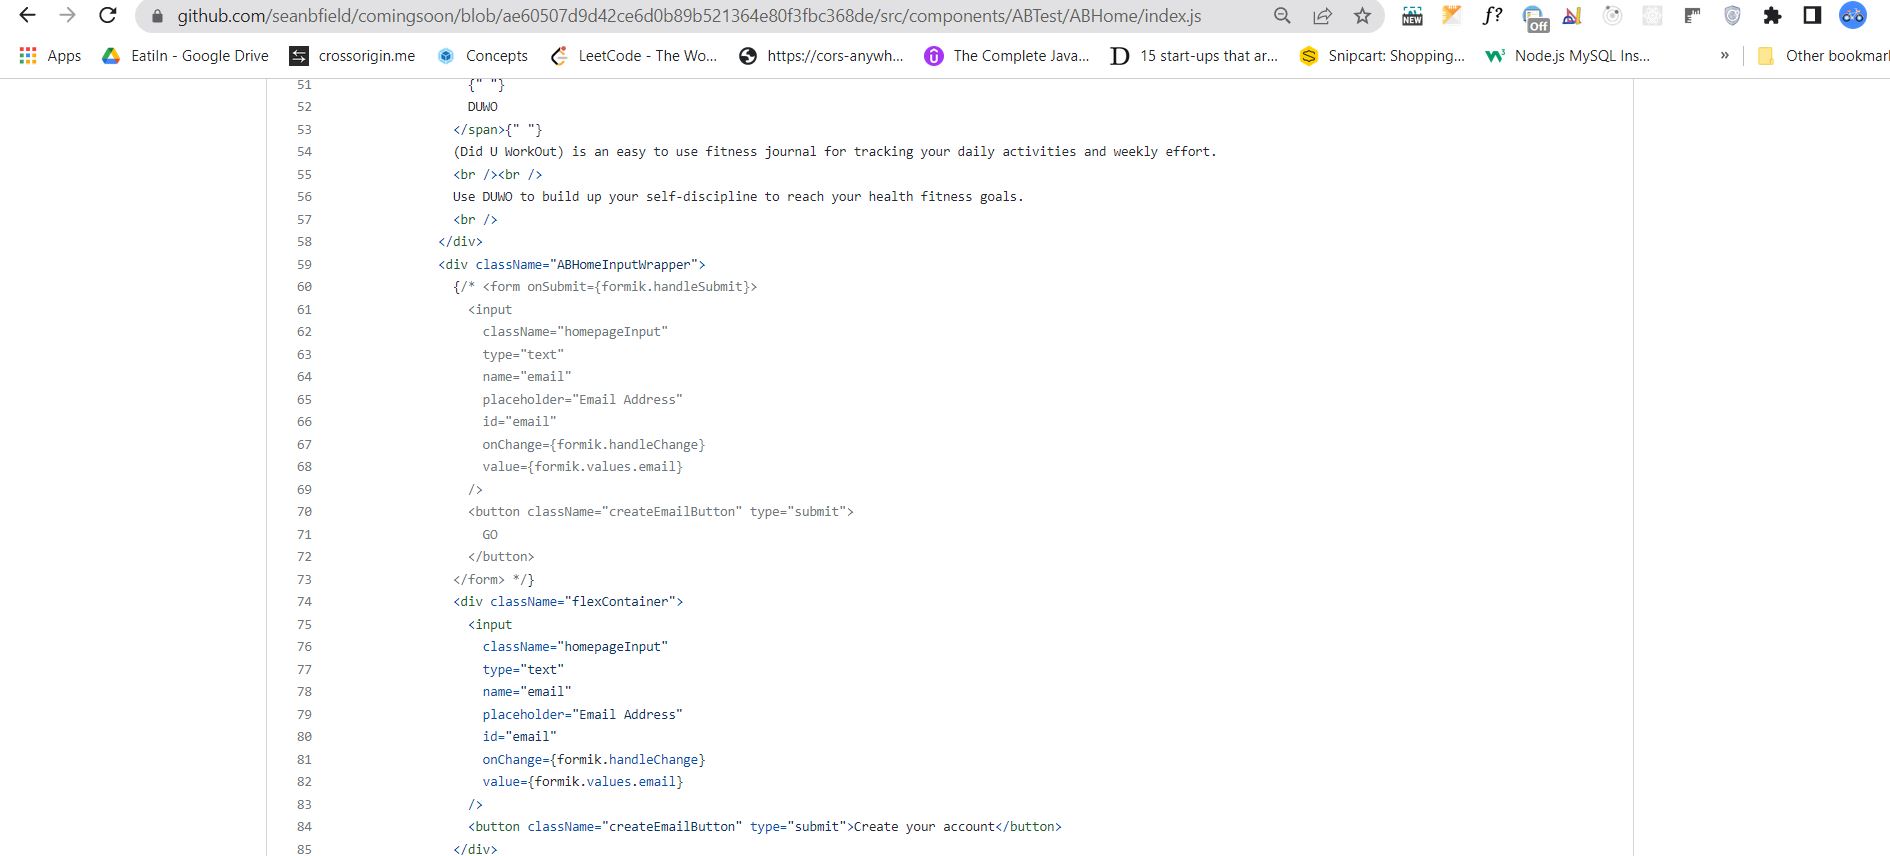 github.com/seanbfield/comingsoon/blob/ae60507d9d42ce6d0b89b521364e80f3fbc368de/src/components/ABTest/ABHome/index.js
NEW
f?
Off
Apps EatiIn - Google Drive crossorigin.me Concepts LeetCode - The Wo... https://cors-anywh... The Complete Java... D 15 start-ups that ar... S Snipcart: Shopping... Node.js MySQL Ins... » Other bookmar
51 {" "}
52 DUWO
53 </span>{" "}
54 (Did U WorkOut) is an easy to use fitness journal for tracking your daily activities and weekly effort.
55 <br /><br />
56 Use DUWO to build up your self-discipline to reach your health fitness goals.
57 <br />
58 </div>
59 <div className="ABHomeInputWrapper">
60 {/* <form onSubmit={formik.handleSubmit}>
61 <input
62 className="homepageInput"
63 type="text"
64 name="email"
65 placeholder="Email Address"
66 id="email"
67 onChange={formik.handleChange}
68 value={formik.values.email}
69 />
70 <button className="createEmailButton" type="submit">
71 GO
72 </button>
73 </form> */}
74 <div className="flexContainer">
75 <input
76 className="homepageInput"
77 type="text"
78 name="email"
79 placeholder="Email Address"
80 id="email"
81 onChange={formik.handleChange}
82 value={formik.values.email}
83 />
84 <button className="createEmailButton" type="submit">Create your account</button>
85 </div>